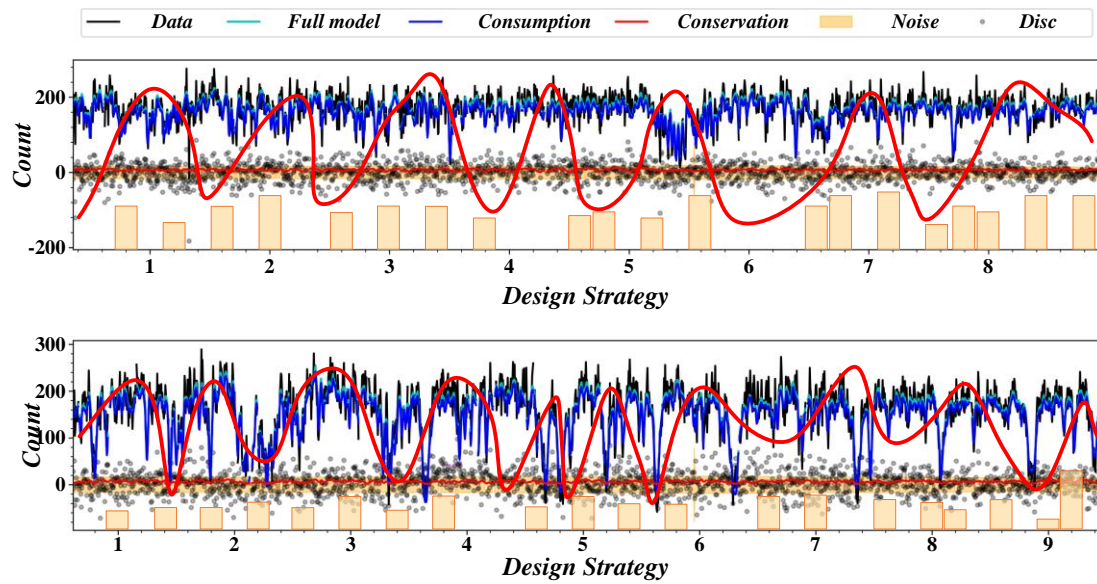 Data Full model Consumption Conservation Noise Disc
Count
200
0
-200
1 2 3 4 5 6 7 8
Design Strategy
Count
300
200
100
0
1 2 3 4 5 6 7 8 9
Design Strategy